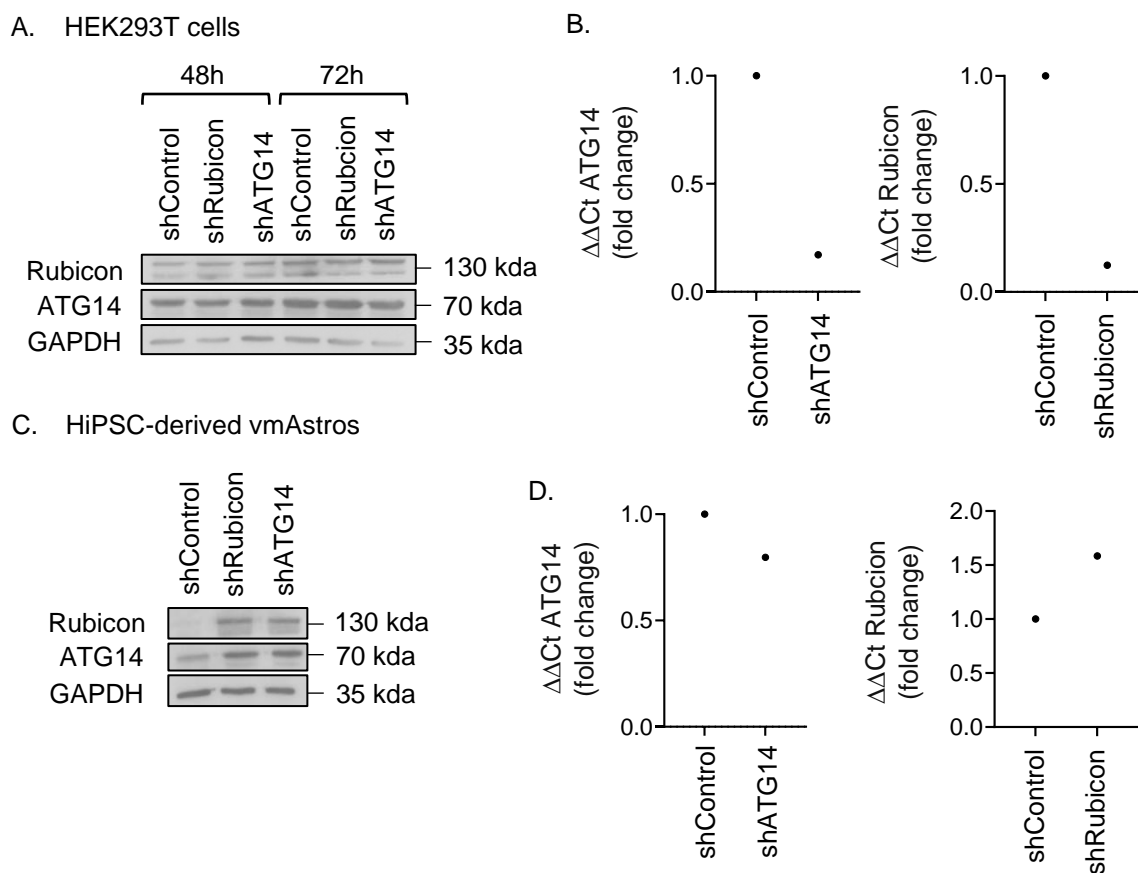 A. HEK293T cells
48h 72h
shControl
shRubicon
shATG14
shControl
shRubcion
shATG14
Rubicon
ATG14
GAPDH
130 kda
70 kda
35 kda
B.
ΔΔCt ATG14
(fold change)
1.0
0.5
0.0
shControl
shATG14
ΔΔCt Rubicon
(fold change)
1.0
0.5
0.0
shControl
shRubicon
C. HiPSC-derived vmAstros
shControl
shRubicon
shATG14
Rubicon
ATG14
GAPDH
130 kda
70 kda
35 kda
D.
ΔΔCt ATG14
(fold change)
1.0
0.5
0.0
shControl
shATG14
ΔΔCt Rubcion
(fold change)
2.0
1.5
1.0
0.5
0.0
shControl
shRubicon